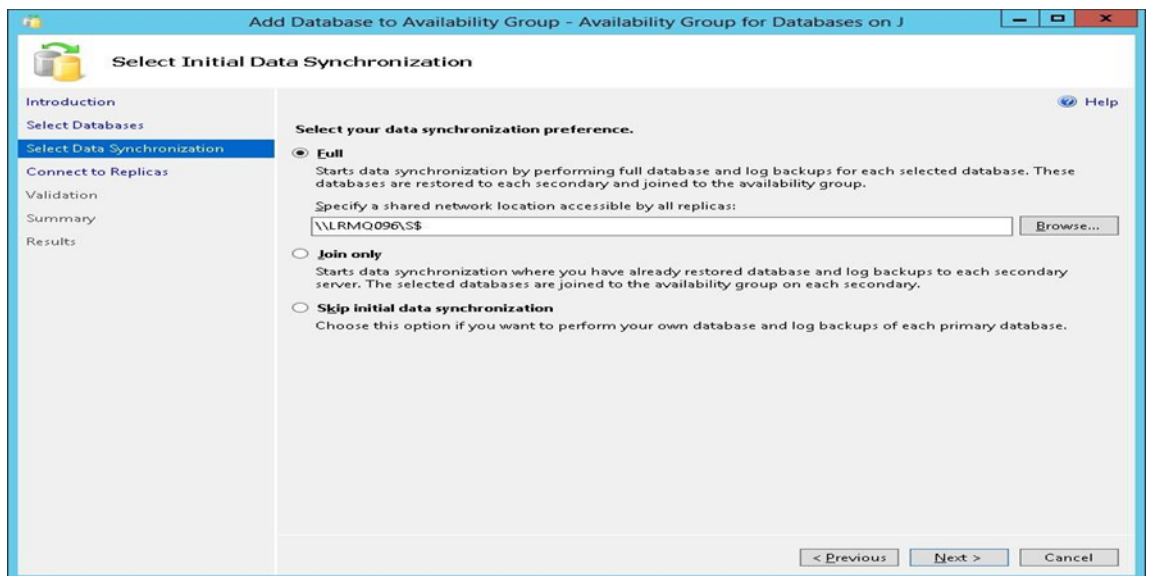 Add Database to Availability Group - Availability Group for Databases on J
Select Initial Data Synchronization
Introduction
Select Databases
Select Data Synchronization
Connect to Replicas
Validation
Summary
Results
Help
Select your data synchronization preference.
Full
Starts data synchronization by performing full database and log backups for each selected database. These
databases are restored to each secondary and joined to the availability group.
Specify a shared network location accessible by all replicas:
\\LRMQ096\S$
Browse...
Join only
Starts data synchronization where you have already restored database and log backups to each secondary
server. The selected databases are joined to the availability group on each secondary.
Skip initial data synchronization
Choose this option if you want to perform your own database and log backups of each primary database.
< Previous
Next >
Cancel